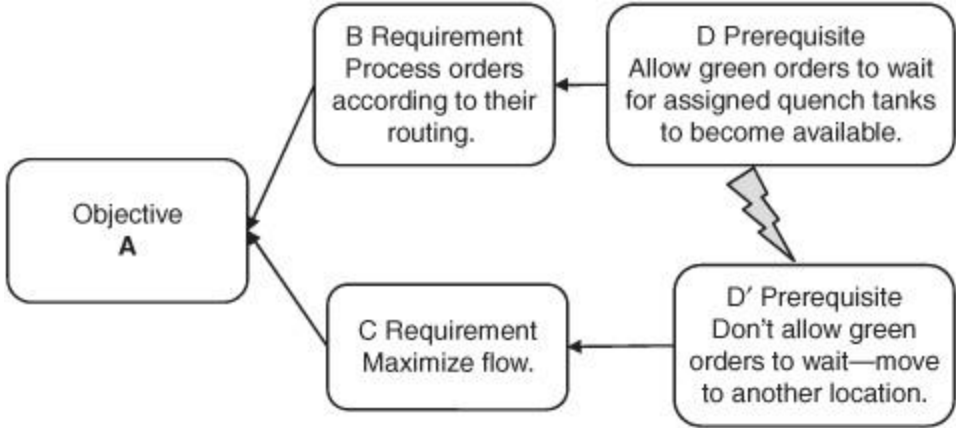 B Requirement
Process orders
according to their
routing.
D Prerequisite
Allow green orders to wait
for assigned quench tanks
to become available.
Objective
A
C Requirement
Maximize flow.
D′ Prerequisite
Don't allow green
orders to wait—move
to another location.